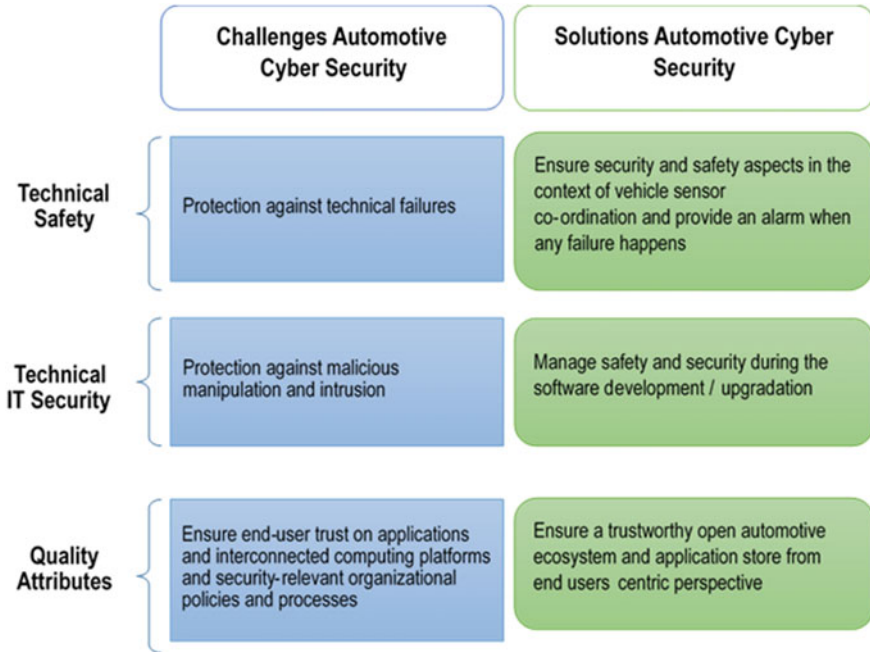 Challenges Automotive
Cyber Security
Solutions Automotive Cyber
Security
Technical
Safety
Protection against technical failures
Ensure security and safety aspects in the
context of vehicle sensor
co-ordination and provide an alarm when
any failure happens
Technical
IT Security
Protection against malicious
manipulation and intrusion
Manage safety and security during the
software development / upgradation
Quality
Attributes
Ensure end-user trust on applications
and interconnected computing platforms
and security-relevant organizational
policies and processes
Ensure a trustworthy open automotive
ecosystem and application store from
end users centric perspective